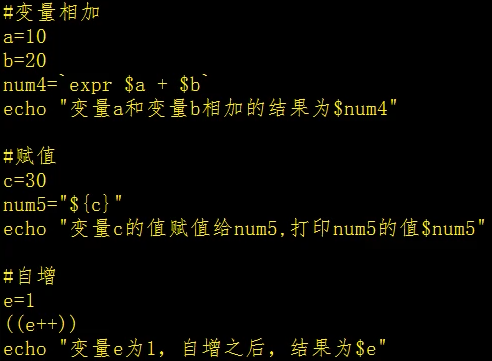 #变量相加
a=10
b=20
num4=`expr $a + $b`
echo "变量a和变量b相加的结果为$num4"
#赋值
c=30
num5="${c}"
echo "变量c的值赋值给num5,打印num5的值$num5"
#自增
e=1
((e++))
echo "变量e为1，自增之后，结果为$e"